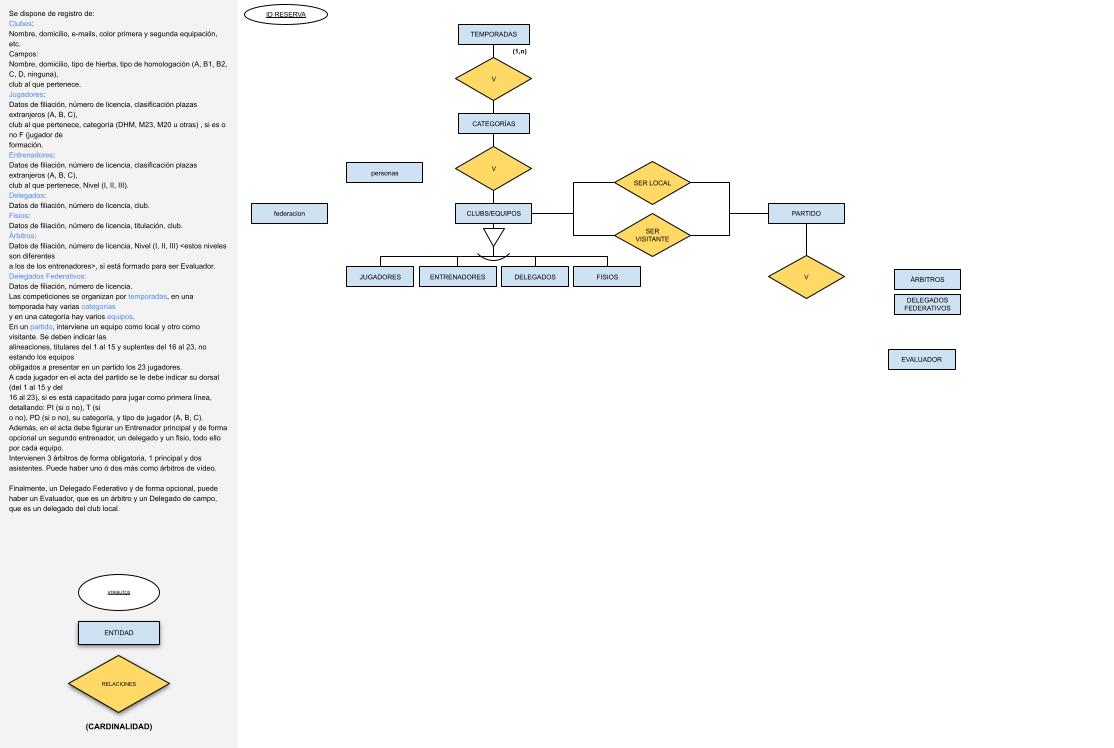 Se dispone de registro de:
Clubes:
Nombre, domicilio, e-mails, color primera y segunda equipación,
etc.
Campos:
Nombre, domicilio, tipo de hierba, tipo de homologación (A, B1, B2,
C, D, ninguna),
club al que pertenece.
Jugadores:
Datos de filiación, número de licencia, clasificación plazas
extranjeros (A, B, C),
club al que pertenece, categoría (DHM, M23, M20 u otras) , si es o
no F (jugador de
formación.
Entrenadores:
Datos de filiación, número de licencia, clasificación plazas
extranjeros (A, B, C),
club al que pertenece, Nivel (I, II, III).
Delegados:
Datos de filiación, número de licencia, club.
Fisios:
Datos de filiación, número de licencia, titulación, club.
Árbitros:
Datos de filiación, número de licencia, Nivel (I, II, III) <estos niveles
son diferentes
a los de los entrenadores>, si está formado para ser Evaluador.
Delegados Federativos:
Datos de filiación, número de licencia.
Las competiciones se organizan por temporadas, en una
temporada hay varias categorías
y en una categoría hay varios equipos.
En un partido, interviene un equipo como local y otro como
visitante. Se deben indicar las
alineaciones, titulares del 1 al 15 y suplentes del 16 al 23, no
estando los equipos
obligados a presentar en un partido los 23 jugadores.
A cada jugador en el acta del partido se le debe indicar su dorsal
(del 1 al 15 y del
16 al 23), si es está capacitado para jugar como primera línea,
detallando: PI (si o no), T (si
o no), PD (si o no), su categoría, y tipo de jugador (A, B, C).
Además, en el acta debe figurar un Entrenador principal y de forma
opcional un segundo entrenador, un delegado y un fisio, todo ello
por cada equipo.
Intervienen 3 árbitros de forma obligatoria, 1 principal y dos
asistentes. Puede haber uno ó dos más como árbitros de vídeo.
Finalmente, un Delegado Federativo y de forma opcional, puede
haber un Evaluador, que es un árbitro y un Delegado de campo,
que es un delegado del club local.
ATRIBUTOS
ENTIDAD
RELACIONES
(CARDINALIDAD)
ID RESERVA
TEMPORADAS
(1,n)
V
CATEGORÍAS
V
personas
federacion
CLUBS/EQUIPOS
SER LOCAL
SER
VISITANTE
PARTIDO
JUGADORES
ENTRENADORES
DELEGADOS
FISIOS
V
ÁRBITROS
DELEGADOS
FEDERATIVOS
EVALUADOR